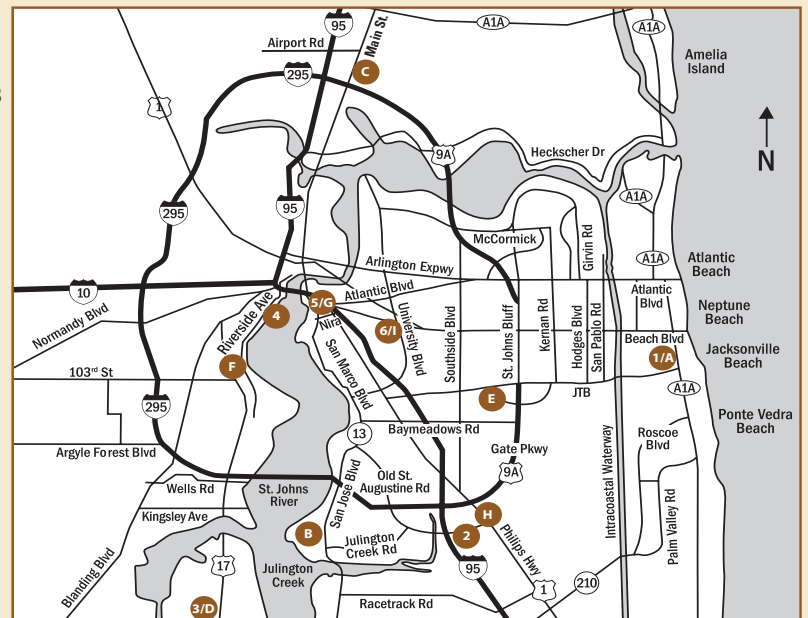 95
Main St.
A1A
A1A
Airport Rd
Amelia
Island
295
C
1
N
9A
Heckscher Dr
A1A
295
95
McCormick
Girvin Rd
A1A
Atlantic
Beach
Arlington Expwy
10
Atlantic Blvd
Atlantic
Blvd
5/G
Riverside Ave
4
Normandy Blvd
Nira
6/I
University Blvd
Southside Blvd
St. Johns Bluff
Kernan Rd
Hodges Blvd
San Pablo Rd
Neptune
Beach
Beach Blvd
1/A
Jacksonville
Beach
F
San Marco Blvd
103rd St
A1A
295
E
JTB
Ponte Vedra
Beach
13
Baymeadows Rd
Roscoe
Blvd
Argyle Forest Blvd
Gate Pkwy
9A
Intracoastal Waterway
Wells Rd
St. Johns
River
San Jose Blvd
Old St.
Augustine Rd
Palm Valley Rd
Kingsley Ave
H
B
2
Julington
Creek Rd
Philips Hwy
Blanding Blvd
17
Julington
Creek
95
1
210
3/D
Racetrack Rd